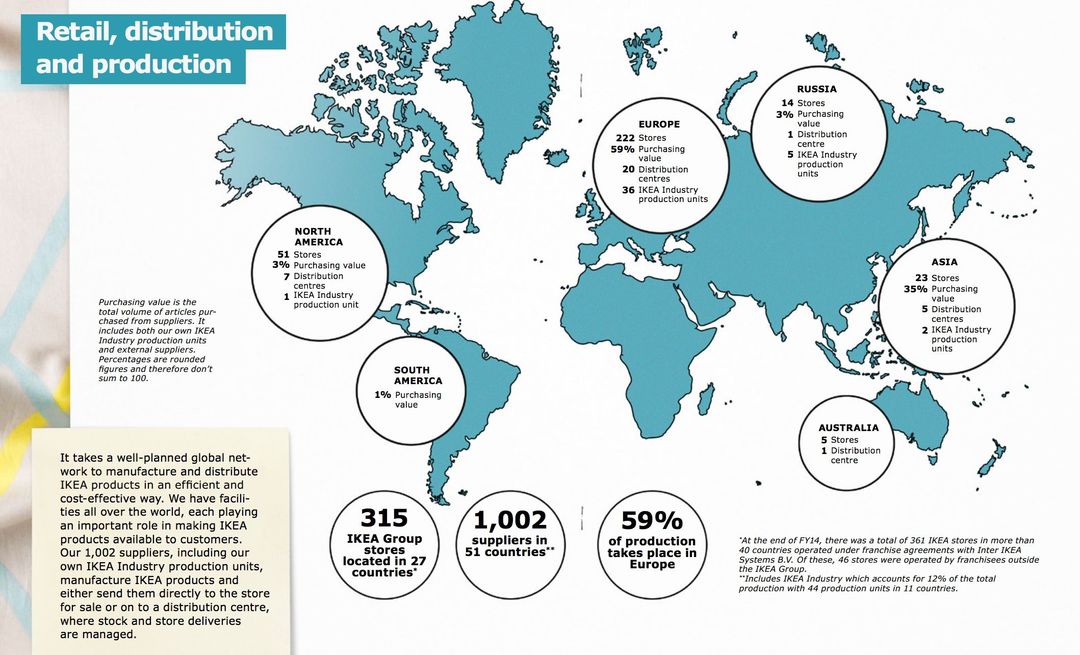 Retail, distribution
and production
RUSSIA
14 Stores
3% Purchasing
value
1 Distribution
centre
5 IKEA Industry
production
units
EUROPE
222 Stores
59% Purchasing
value
20 Distribution
centres
36 IKEA Industry
production units
NORTH
AMERICA
51 Stores
3% Purchasing value
7 Distribution
centres
1 IKEA Industry
production unit
ASIA
23 Stores
35% Purchasing
value
5 Distribution
centres
2 IKEA Industry
production
units
Purchasing value is the
total volume of articles pur-
chased from suppliers. It
includes both our own IKEA
Industry production units
and external suppliers.
Percentages are rounded
figures and therefore don’t
sum to 100.
SOUTH
AMERICA
1% Purchasing
value
AUSTRALIA
5 Stores
1 Distribution
centre
It takes a well-planned global net-
work to manufacture and distribute
IKEA products in an efficient and
cost-effective way. We have facili-
ties all over the world, each playing
an important role in making IKEA
products available to customers.
Our 1,002 suppliers, including our
own IKEA Industry production units,
manufacture IKEA products and
either send them directly to the store
for sale or on to a distribution centre,
where stock and store deliveries
are managed.
315
IKEA Group
stores
located in 27
countries*
1,002
suppliers in
51 countries**
59%
of production
takes place in
Europe
*At the end of FY14, there was a total of 361 IKEA stores in more than
40 countries operated under franchise agreements with Inter IKEA
Systems B.V. Of these, 46 stores were operated by franchisees outside
the IKEA Group.
**Includes IKEA Industry which accounts for 12% of the total
production with 44 production units in 11 countries.